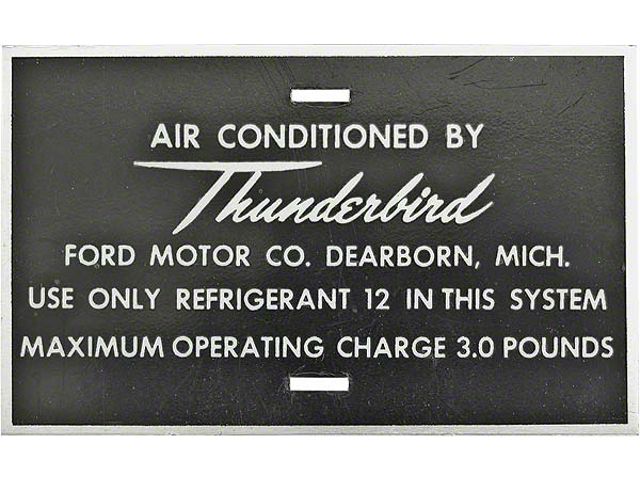 AIR CONDITIONED BY
Thunderbird
FORD MOTOR CO. DEARBORN, MICH.
USE ONLY REFRIGERANT 12 IN THIS SYSTEM
MAXIMUM OPERATING CHARGE 3.0 POUNDS